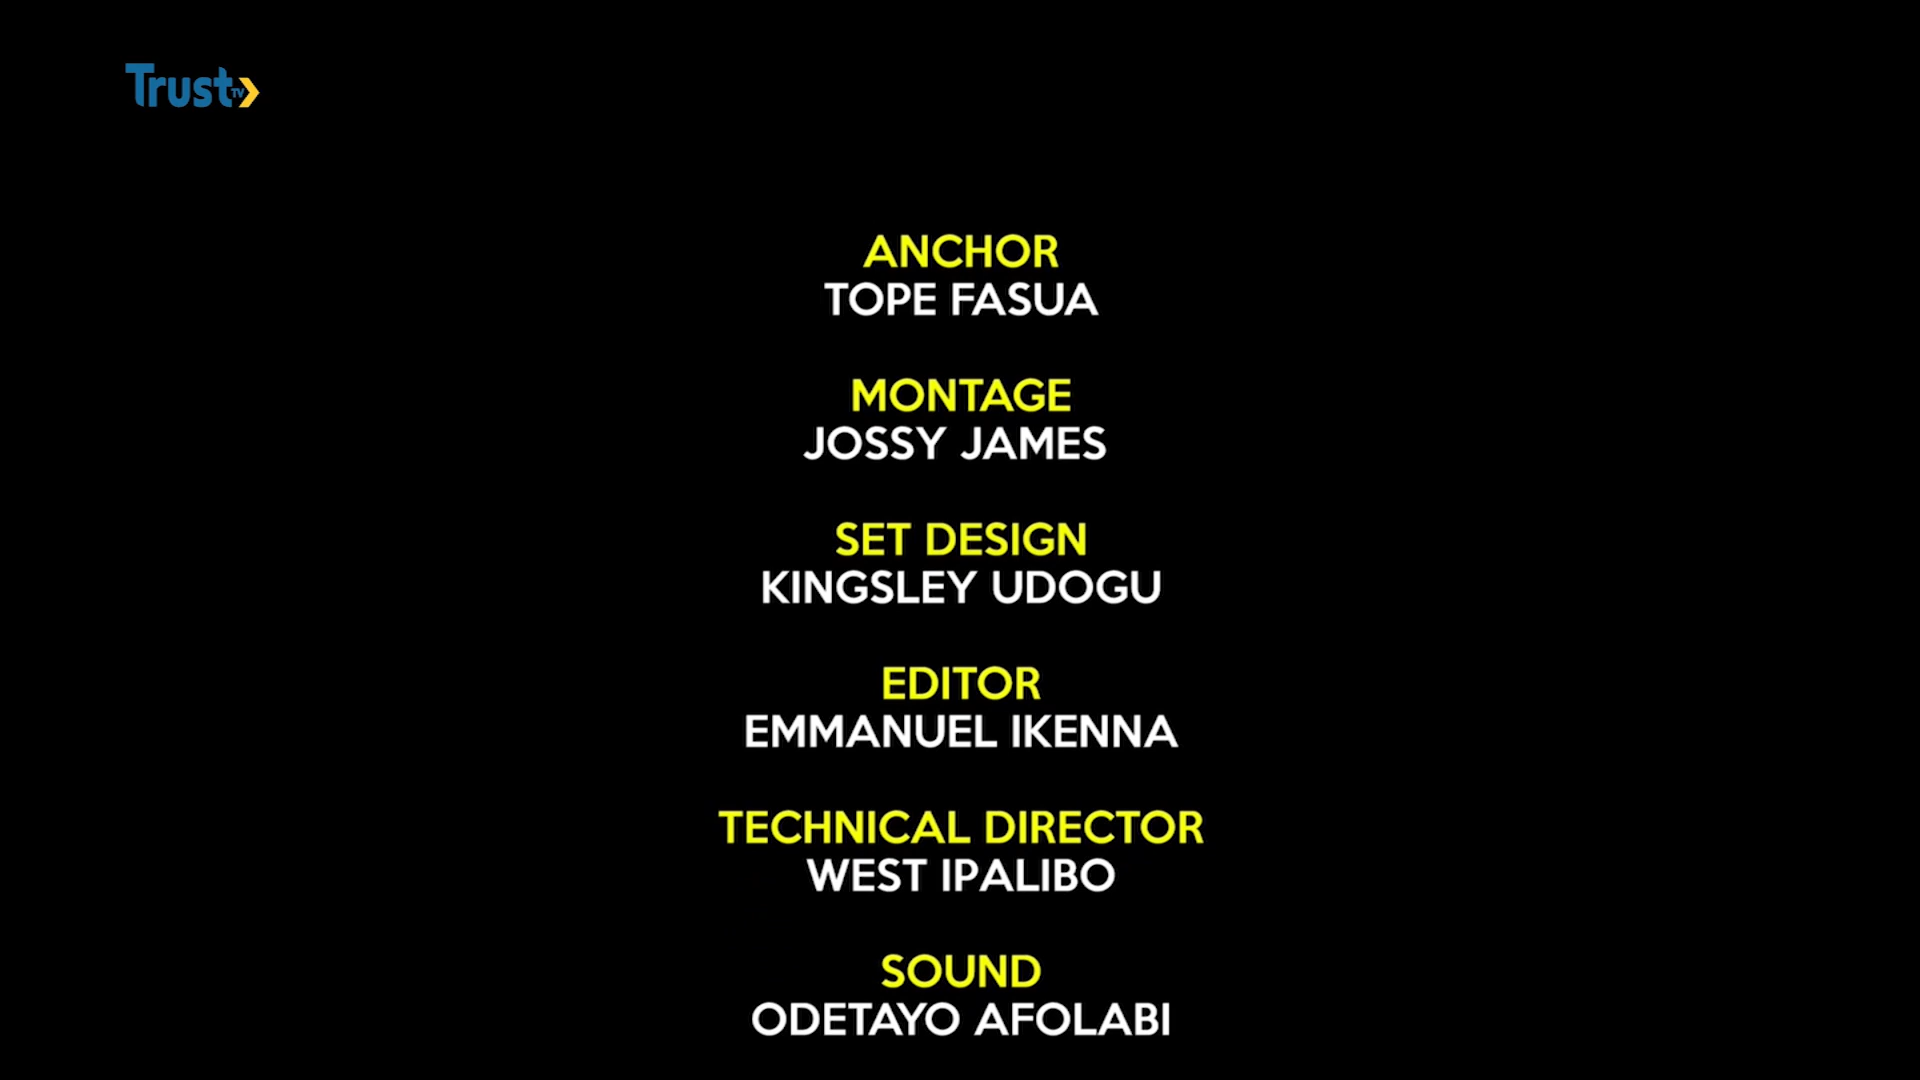 Trust TV
ANCHOR
TOPE FASUA
MONTAGE
JOSSY JAMES
SET DESIGN
KINGSLEY UDOGU
EDITOR
EMMANUEL IKENNA
TECHNICAL DIRECTOR
WEST IPALIBO
SOUND
ODETAYO AFOLABI